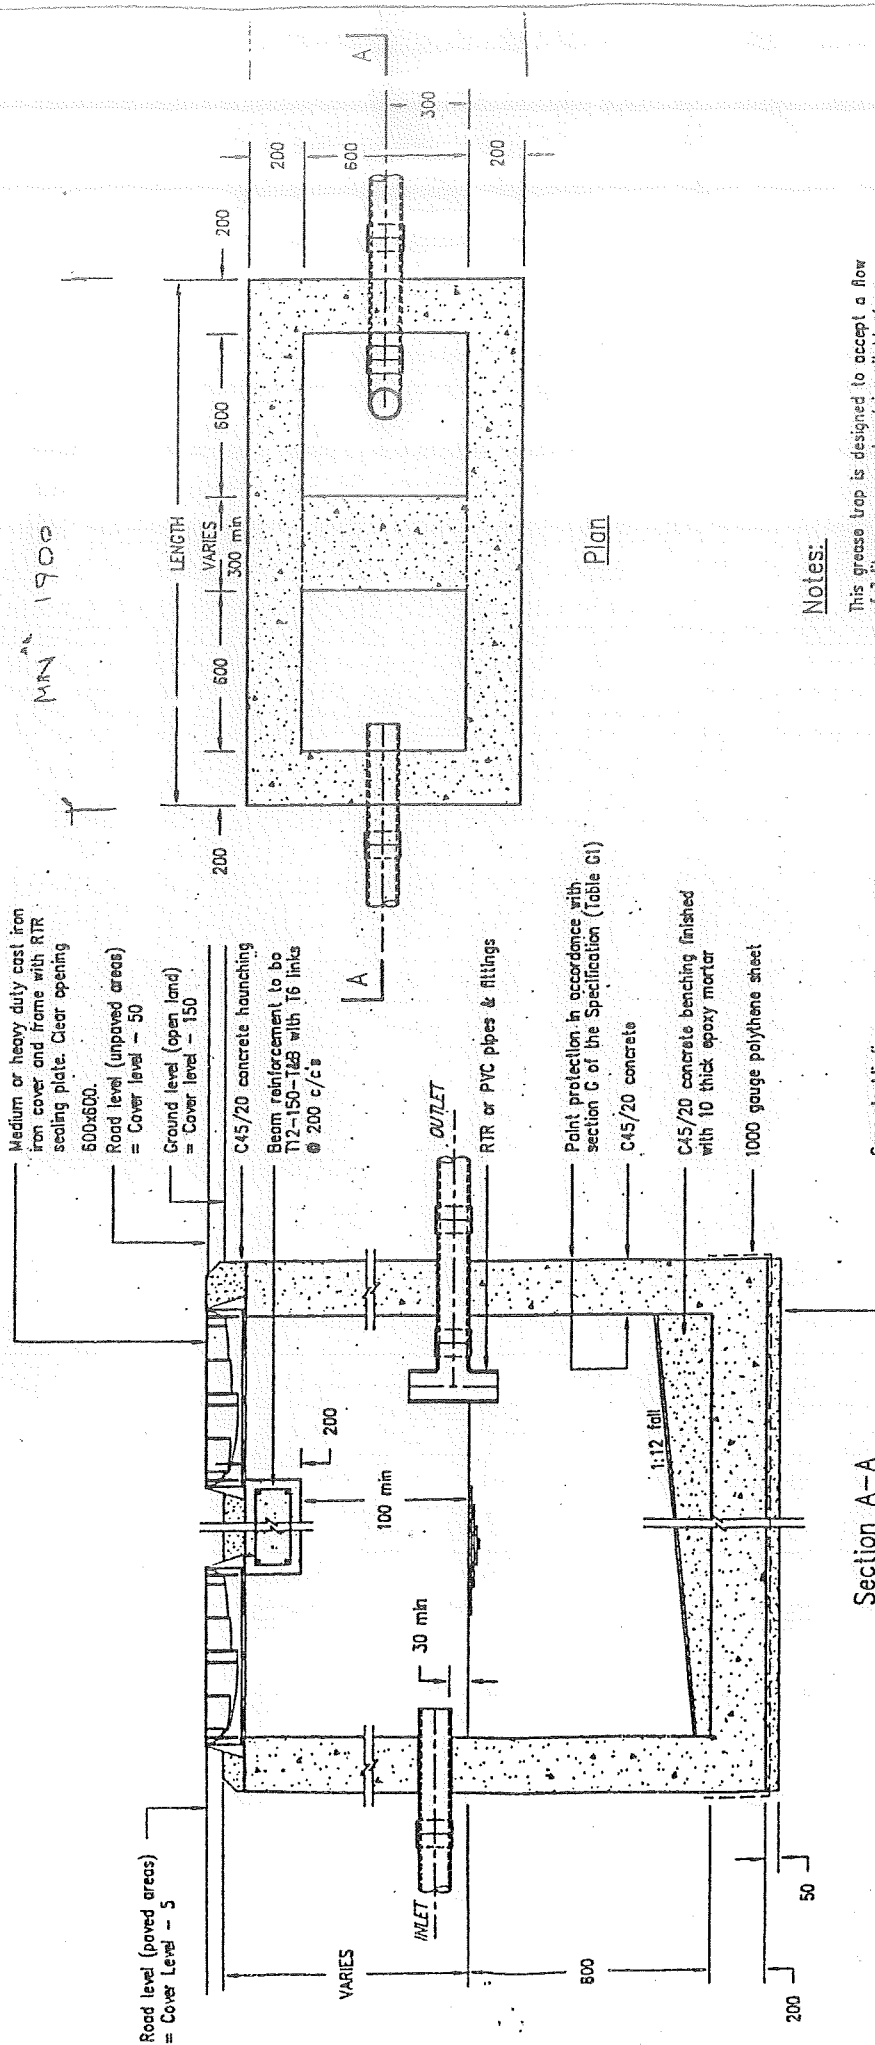 Medium or heavy duty cast iron
iron cover and frame with RTR
sealing plate. Clear opening
600x600.
Road level (unpaved areas)
= Cover level - 50
Ground level (open land)
= Cover level - 150
C45/20 concrete haunching
Beam reinforcement to be
T12-150-T&B with T6 links
@ 200 c/c's
OUTLET
RTR or PVC pipes & fittings
Paint protection in accordance with
section G of the Specification (Table G1)
C45/20 concrete
C45/20 concrete benching finished
with 10 thick epoxy mortar
1000 gauge polythene sheet
Road level (paved areas)
= Cover Level - 5
INLET
VARIES
800
200
50
30 min
100 min
200
1:12 fall
Section A-A
1900
LENGTH
200
600
VARIES
300 min
600
200
200
600
300
200
A
A
Plan
Notes:
This grease trap is designed to accept a flow